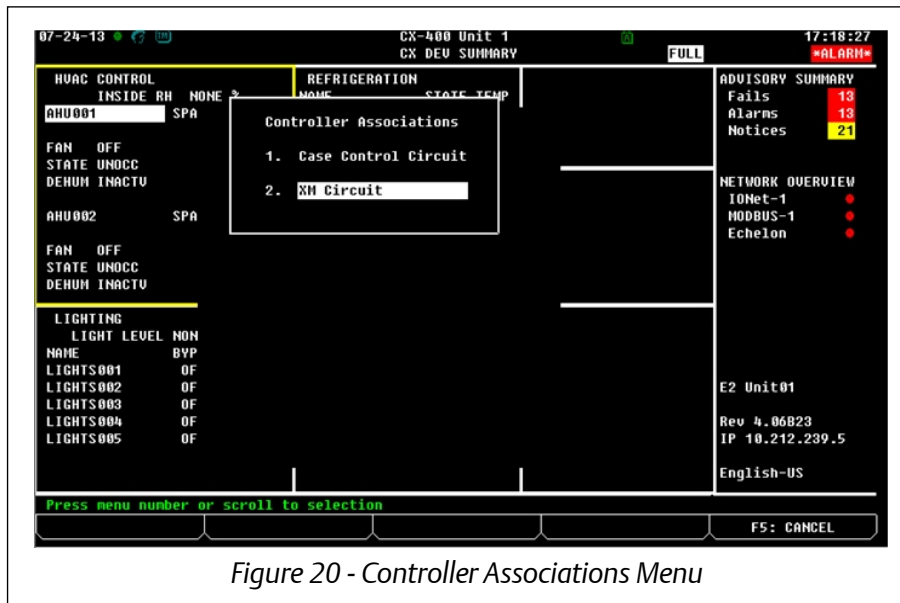 07-24-13 CX-400 Unit 1 17:18:27
CX DEV SUMMARY FULL *ALARM*
HVAC CONTROL
INSIDE RH NONE %
AHU001 SPA
FAN OFF
STATE UNOCC
DEHUM INACTV
AHU002 SPA
FAN OFF
STATE UNOCC
DEHUM INACTV
REFRIGERATION
NAME STATE TEMP
Controller Associations
1. Case Control Circuit
2. XM Circuit
LIGHTING
LIGHT LEVEL NON
NAME BYP
LIGHTS001 OF
LIGHTS002 OF
LIGHTS003 OF
LIGHTS004 OF
LIGHTS005 OF
ADVISORY SUMMARY
Fails 13
Alarms 13
Notices 21
NETWORK OVERVIEW
IONet-1
MODBUS-1
Echelon
E2 Unit01
Rev 4.06B23
IP 10.212.239.5
English-US
Press menu number or scroll to selection
F5: CANCEL
Figure 20 - Controller Associations Menu